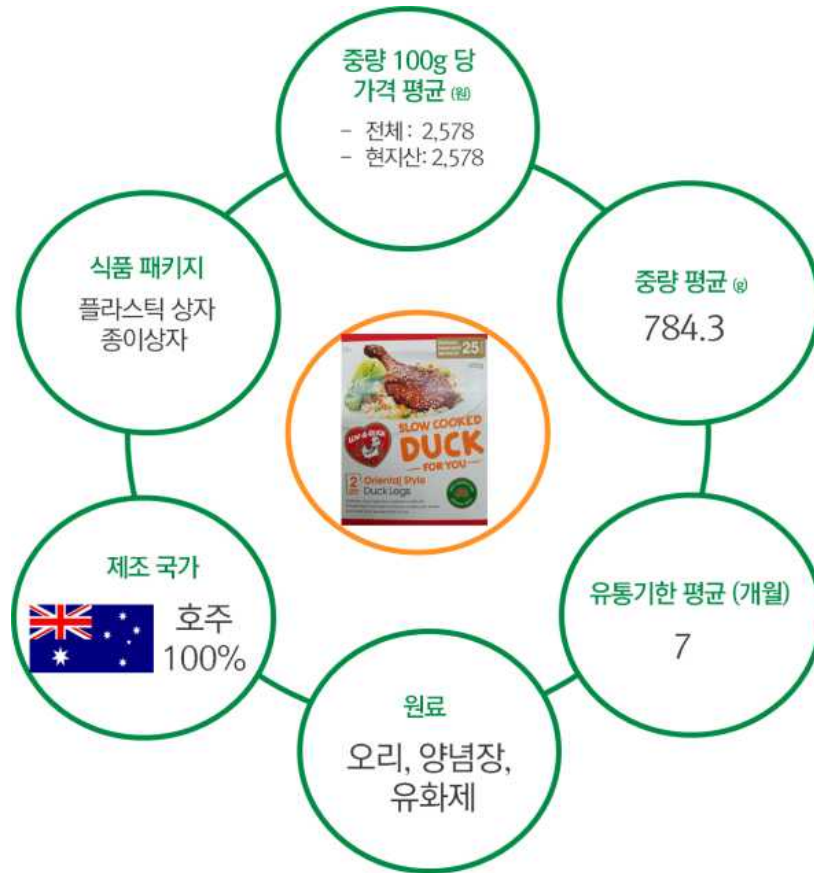 중량 100g 당
가격 평균 (원)
- 전체 : 2,578
- 현지산: 2,578
식품 패키지
플라스틱 상자
종이상자
중량 평균 (g)
784.3
25
LUV-A-DUCK
SLOW COOKED
DUCK
FOR YOU
2
Oriental Style
Duck Legs
제조 국가
호주
100%
유통기한 평균 (개월)
7
원료
오리, 양념장,
유화제